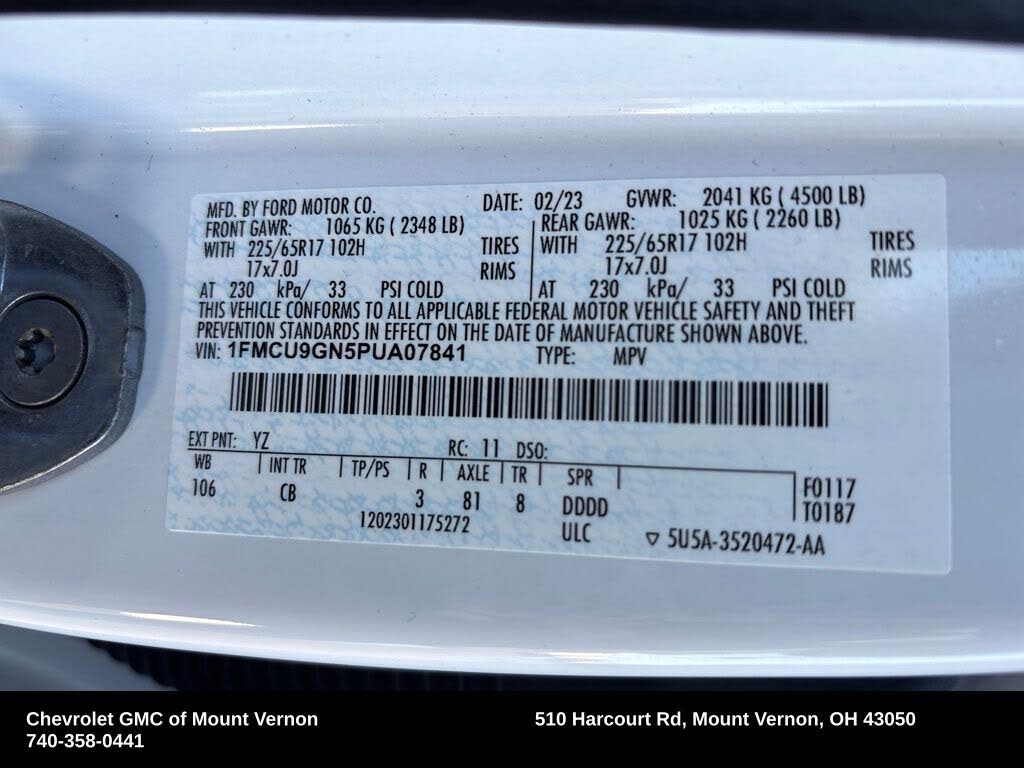 MFD. BY FORD MOTOR CO. DATE: 02/23 GVWR: 2041 KG ( 4500 LB)
FRONT GAWR: 1065 KG ( 2348 LB) REAR GAWR: 1025 KG ( 2260 LB)
WITH 225/65R17 102H TIRES WITH 225/65R17 102H TIRES
17x7.0J RIMS 17x7.0J RIMS
AT 230 kPa/ 33 PSI COLD AT 230 kPa/ 33 PSI COLD
THIS VEHICLE CONFORMS TO ALL APPLICABLE FEDERAL MOTOR VEHICLE SAFETY AND THEFT
PREVENTION STANDARDS IN EFFECT ON THE DATE OF MANUFACTURE SHOWN ABOVE.
VIN: 1FMCU9GN5PUA07841 TYPE: MPV
EXT PNT: YZ RC: 11 DSO:
WB INT TR TP/PS R AXLE TR SPR
106 CB 3 81 8 DDDD F0117
1202301175272 ULC T0187
▽ 5U5A-3520472-AA
Chevrolet GMC of Mount Vernon 510 Harcourt Rd, Mount Vernon, OH 43050
740-358-0441